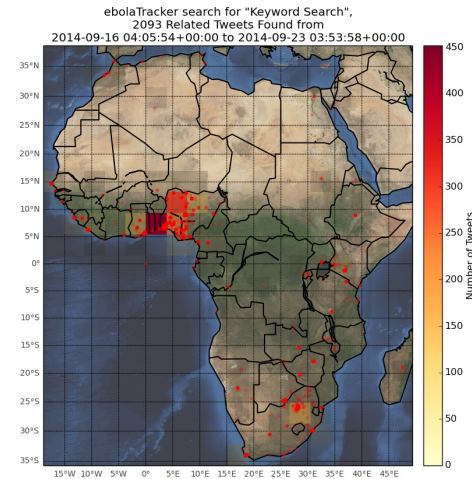 ebolaTracker search for "Keyword Search",
2093 Related Tweets Found from
2014-09-16 04:05:54+00:00 to 2014-09-23 03:53:58+00:00
35°N
30°N
25°N
20°N
15°N
10°N
5°N
0°
5°S
10°S
15°S
20°S
25°S
30°S
35°S
15°W 10°W 5°W 0° 5°E 10°E 15°E 20°E 25°E 30°E 35°E 40°E 45°E
450
400
350
300
250
200
150
100
50
0
Number of Tweets